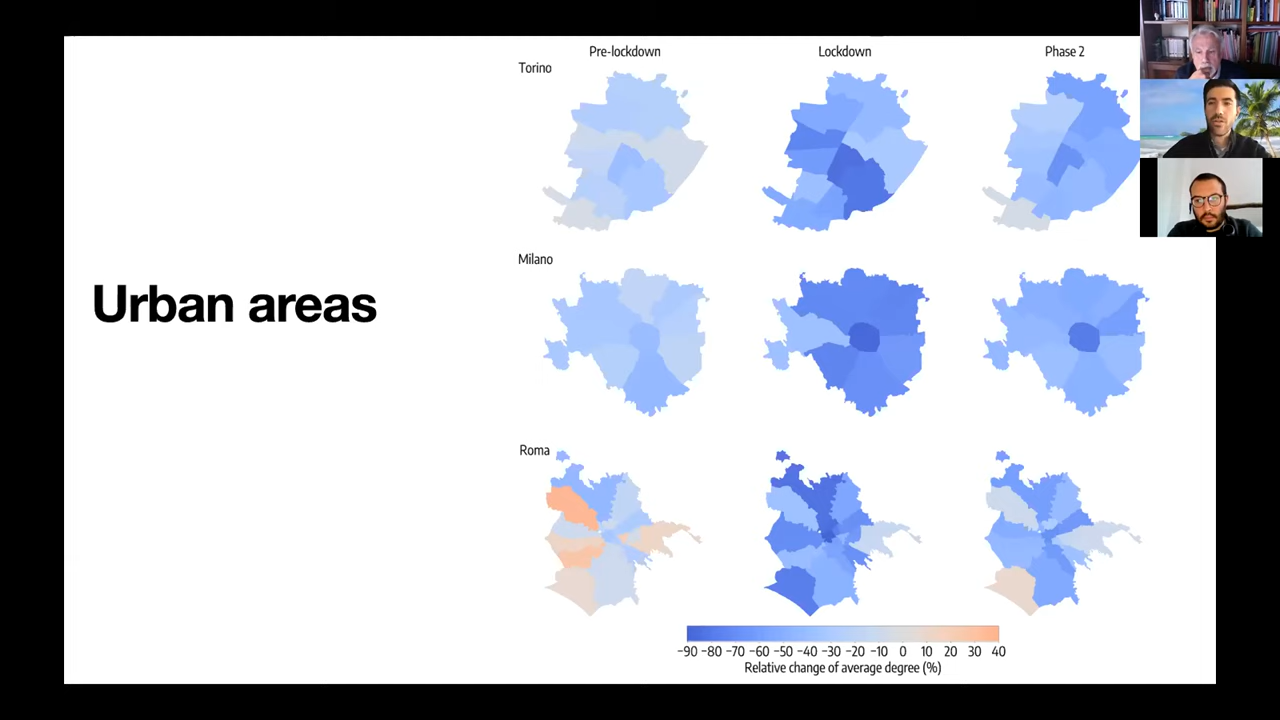 Pre-lockdown
Lockdown
Phase 2
Torino
Milano
Urban areas
Roma
−90 −80 −70 −60 −50 −40 −30 −20 −10 0 10 20 30 40
Relative change of average degree (%)